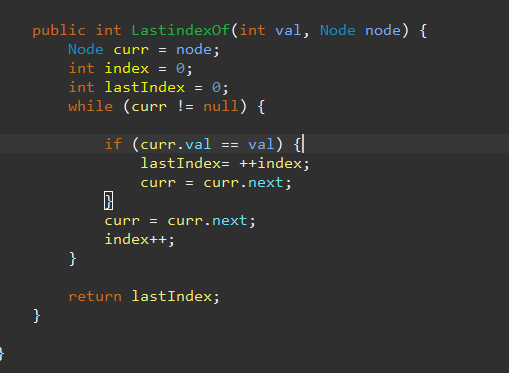 public int LastindexOf(int val, Node node) {
Node curr = node;
int index = 0;
int lastIndex = 0;
while (curr != null) {
if (curr.val == val) {
lastIndex= ++index;
curr = curr.next;
}
curr = curr.next;
index++;
}
return lastIndex;
}
}